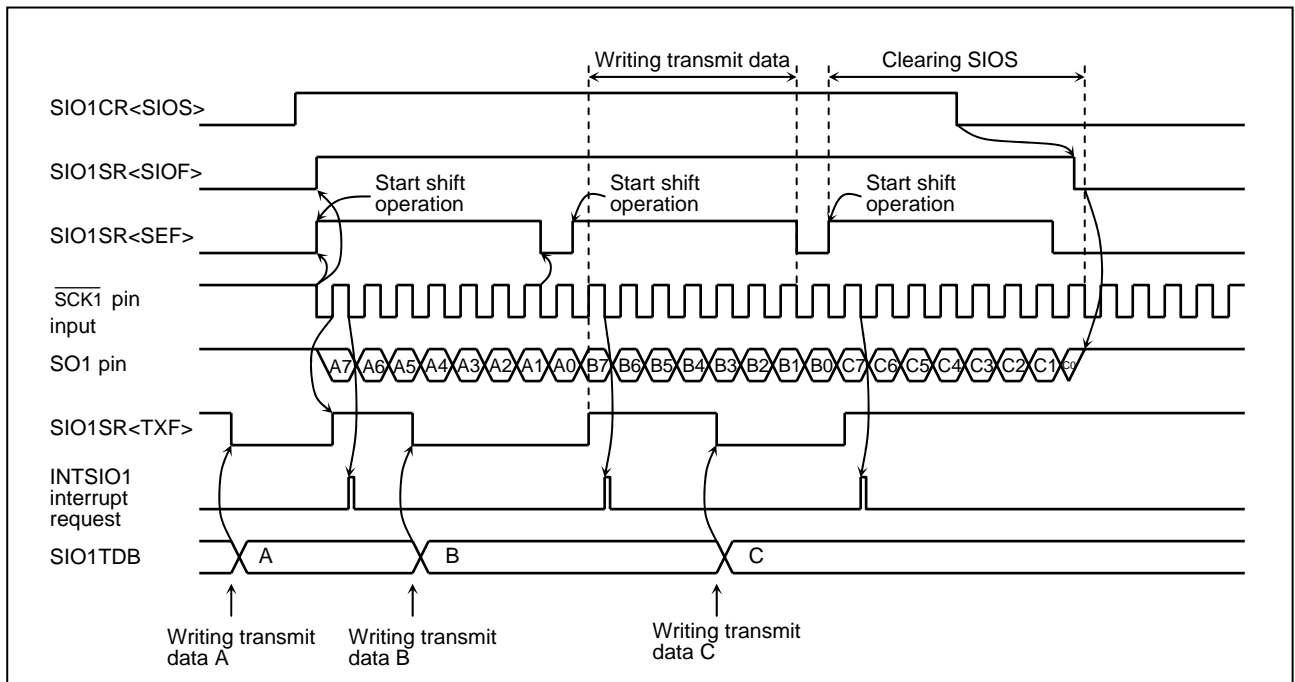 Writing transmit data
Clearing SIOS
SIO1CR<SIOS>
SIO1SR<SIOF>
Start shift
operation
Start shift
operation
Start shift
operation
SIO1SR<SEF>
SCK1 pin
input
SO1 pin
A7 A6 A5 A4 A3 A2 A1 A0 B7 B6 B5 B4 B3 B2 B1 B0 C7 C6 C5 C4 C3 C2 C1 C0
SIO1SR<TXF>
INTSIO1
interrupt
request
SIO1TDB
A
B
C
Writing transmit
data A
Writing transmit
data B
Writing transmit
data C